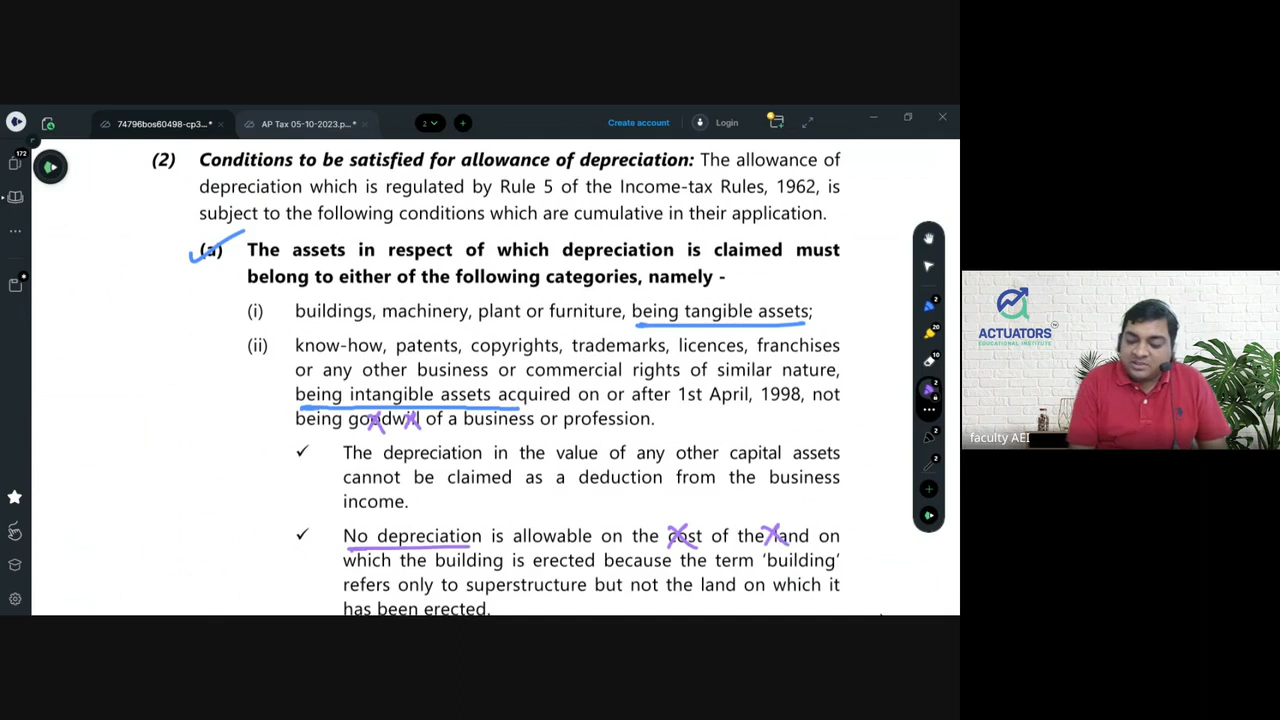 172
74796bos60498-cp3...*
AP Tax 05-10-2023.p...*
2
Create account
Login
(2) Conditions to be satisfied for allowance of depreciation: The allowance of
depreciation which is regulated by Rule 5 of the Income-tax Rules, 1962, is
subject to the following conditions which are cumulative in their application.
(a) The assets in respect of which depreciation is claimed must
belong to either of the following categories, namely -
(i) buildings, machinery, plant or furniture, being tangible assets;
(ii) know-how, patents, copyrights, trademarks, licences, franchises
or any other business or commercial rights of similar nature,
being intangible assets acquired on or after 1st April, 1998, not
being goodwill of a business or profession.
✓ The depreciation in the value of any other capital assets
cannot be claimed as a deduction from the business
income.
✓ No depreciation is allowable on the cost of the land on
which the building is erected because the term ‘building’
refers only to superstructure but not the land on which it
has been erected.
2
20
10
2
2
2
ACTUATORS
EDUCATIONAL INSTITUTE
faculty AEI